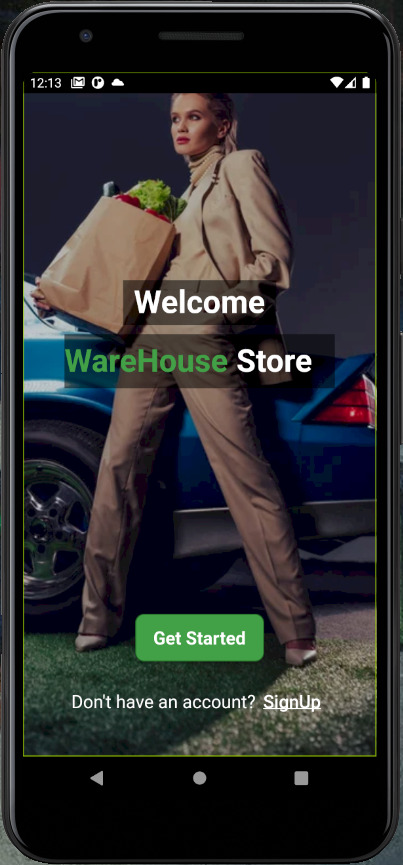 12:13
Welcome
WareHouse Store
Get Started
Don't have an account? SignUp